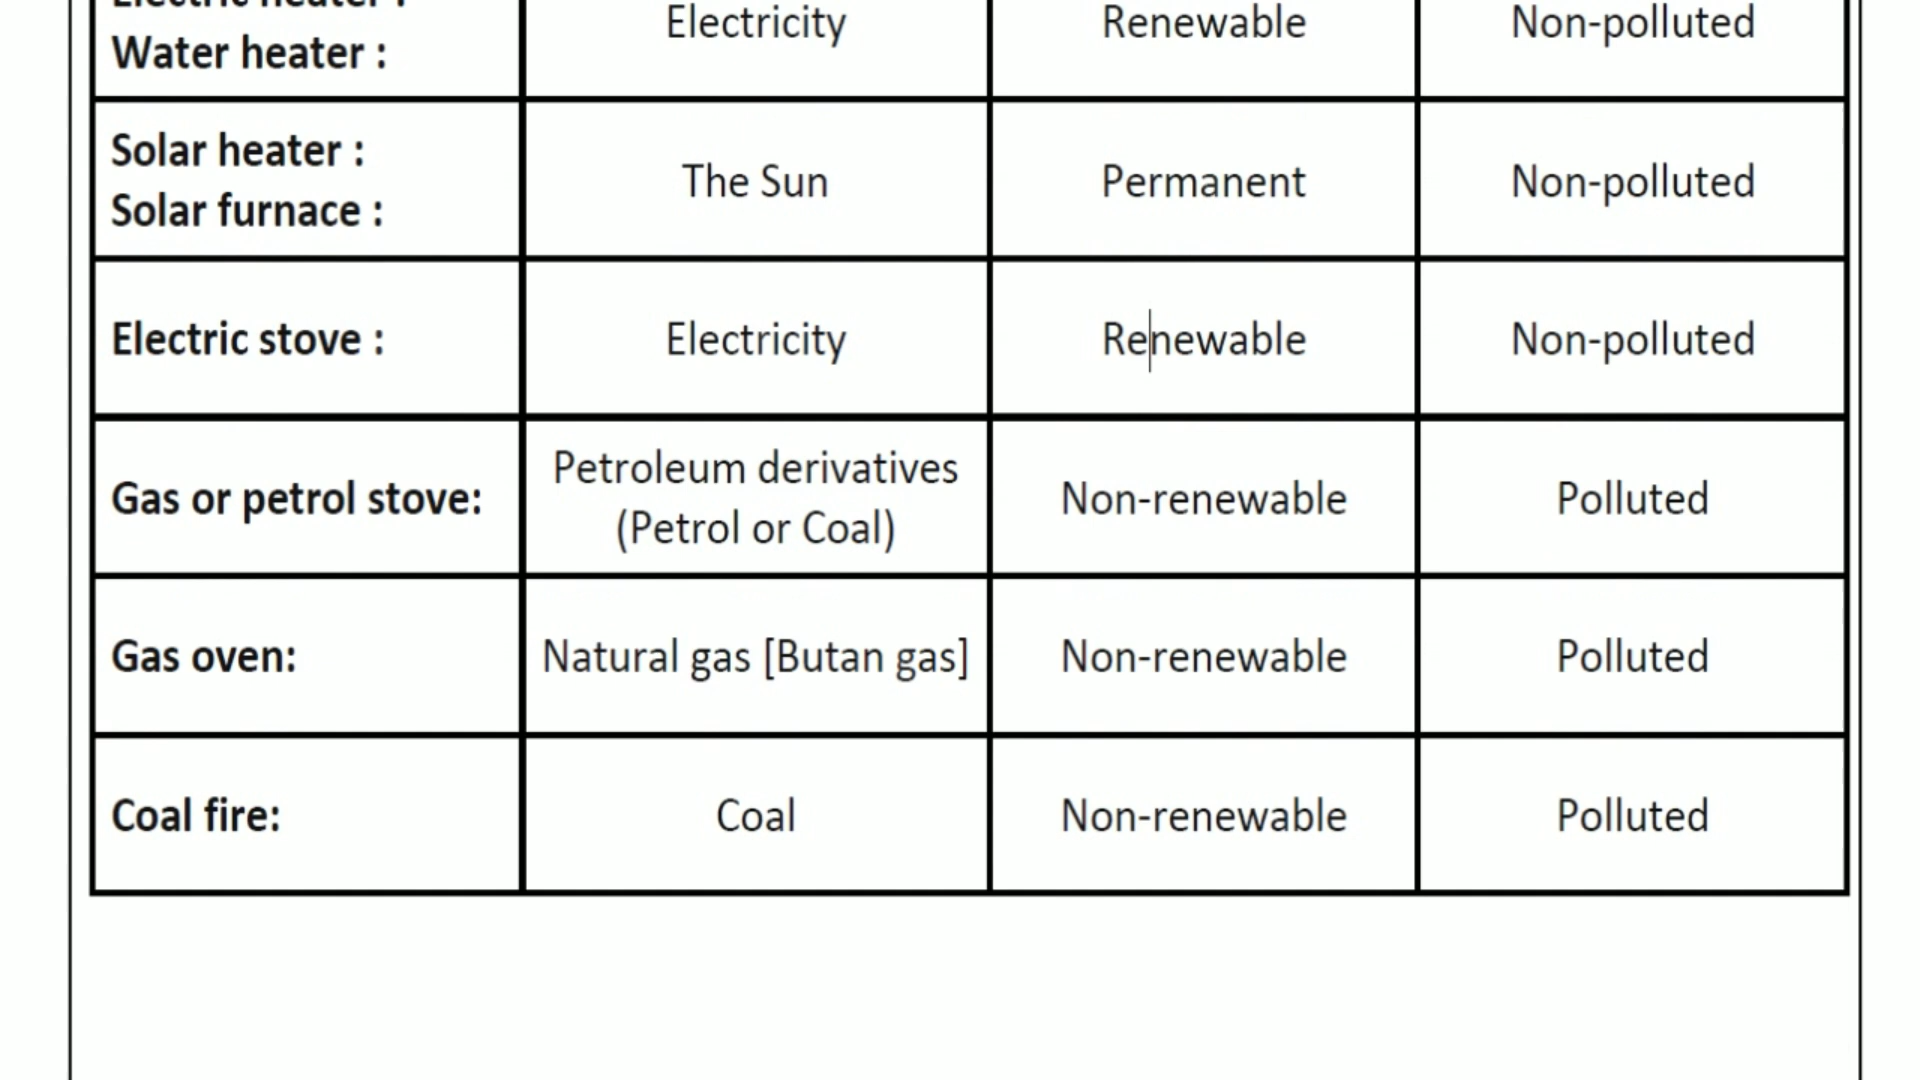 Electric heater :
Water heater :
Electricity
Renewable
Non-polluted
Solar heater :
Solar furnace :
The Sun
Permanent
Non-polluted
Electric stove :
Electricity
Renewable
Non-polluted
Gas or petrol stove:
Petroleum derivatives
(Petrol or Coal)
Non-renewable
Polluted
Gas oven:
Natural gas [Butan gas]
Non-renewable
Polluted
Coal fire:
Coal
Non-renewable
Polluted